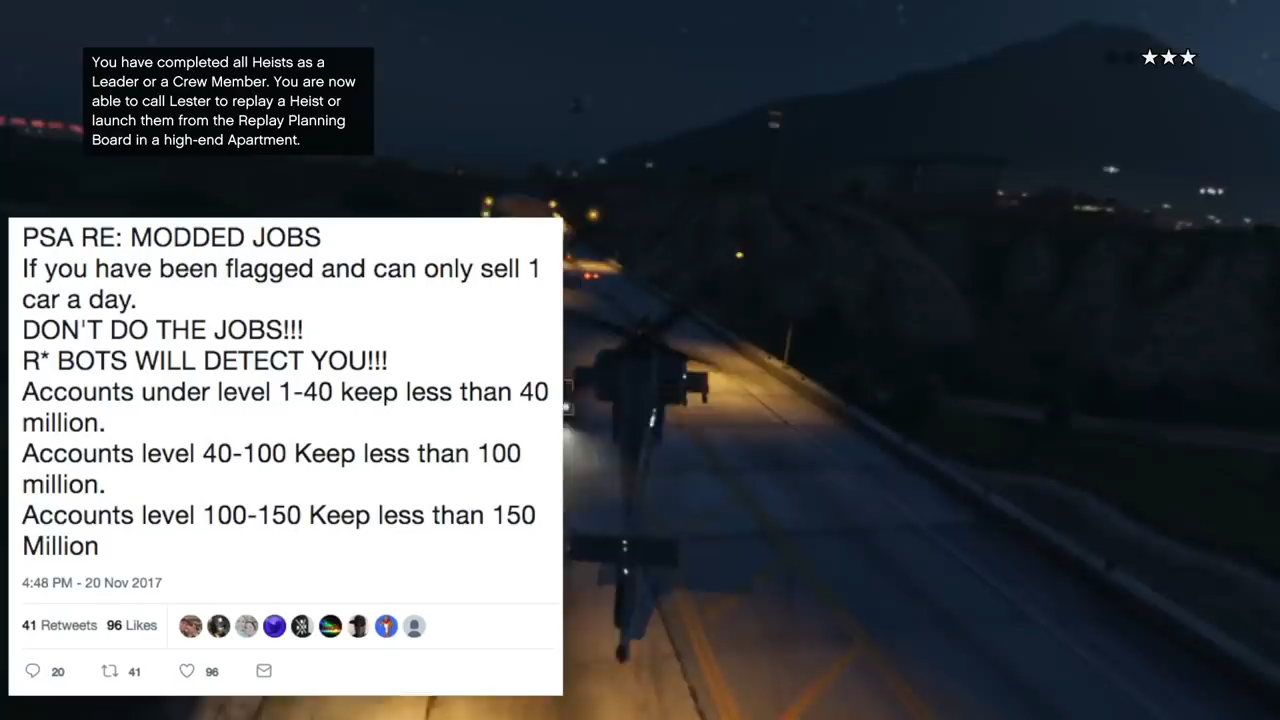 You have completed all Heists as a
Leader or a Crew Member. You are now
able to call Lester to replay a Heist or
launch them from the Replay Planning
Board in a high-end Apartment.
PSA RE: MODDED JOBS
If you have been flagged and can only sell 1
car a day.
DON'T DO THE JOBS!!!
R* BOTS WILL DETECT YOU!!!
Accounts under level 1-40 keep less than 40
million.
Accounts level 40-100 Keep less than 100
million.
Accounts level 100-150 Keep less than 150
Million
4:48 PM - 20 Nov 2017
41 Retweets 96 Likes
20 41 96